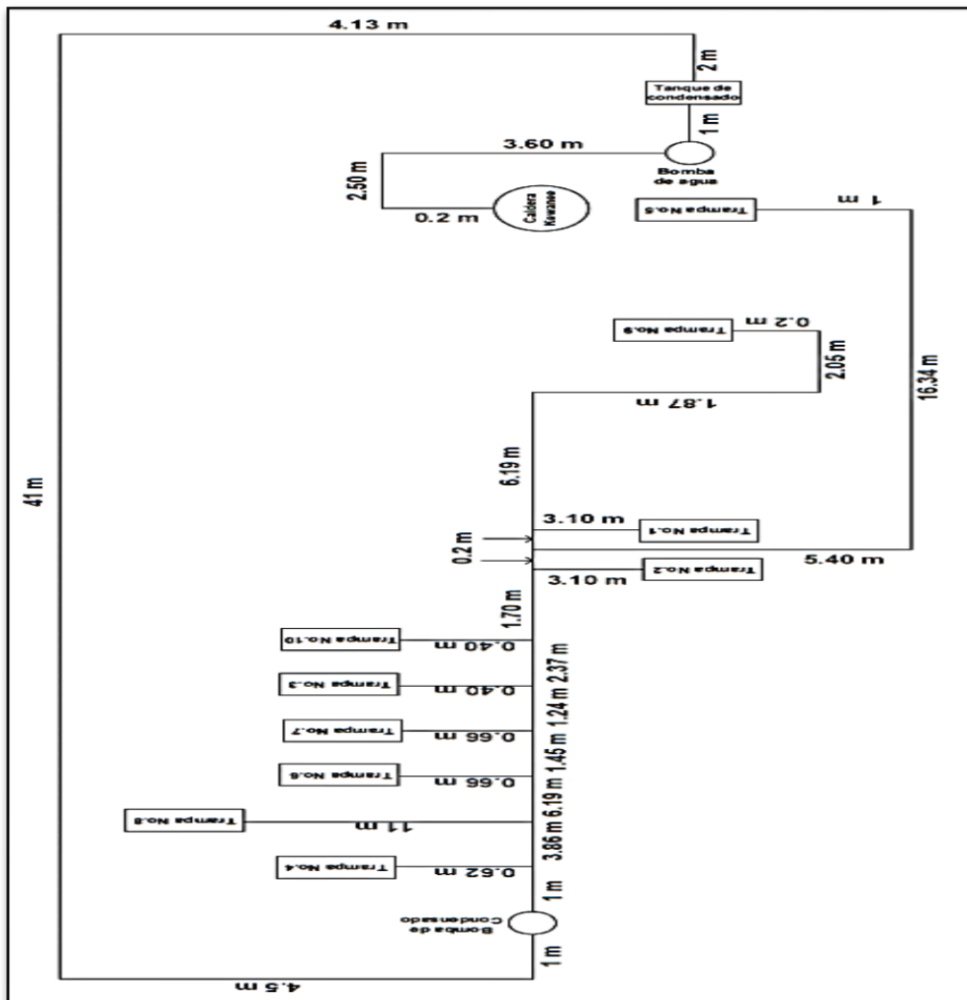 4.13 m
2 m
Tanque de
condensado
1 m
3.60 m
Bomba
de agua
2.50 m
0.2 m
Caldera
Kewanee
Trampa No.5
1 m
Trampa No.9
0.2 m
2.05 m
1.87 m
16.34 m
41 m
6.19 m
3.10 m
Trampa No.1
0.2 m
5.40 m
3.10 m
Trampa No.2
1.70 m
Trampa No.10
0.40 m
2.37 m
Trampa No.3
0.40 m
1.24 m
Trampa No.7
0.66 m
1.45 m
Trampa No.6
0.66 m
6.19 m
Trampa No.8
11 m
3.86 m
Trampa No.4
0.62 m
1 m
Bomba de
Condensado
1 m
4.5 m